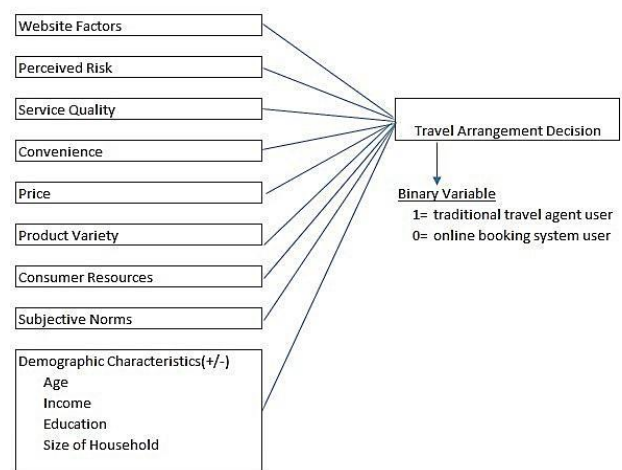 Website Factors
Perceived Risk
Service Quality
Convenience
Price
Product Variety
Consumer Resources
Subjective Norms
Demographic Characteristics(+/-)
Age
Income
Education
Size of Household
Travel Arrangement Decision
Binary Variable
1= traditional travel agent user
0= online booking system user